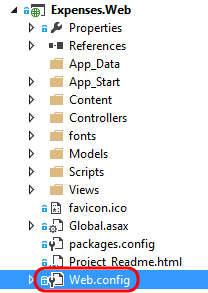 Expenses.Web
Properties
References
App_Data
App_Start
Content
Controllers
fonts
Models
Scripts
Views
favicon.ico
Global.asax
packages.config
Project_Readme.html
Web.config